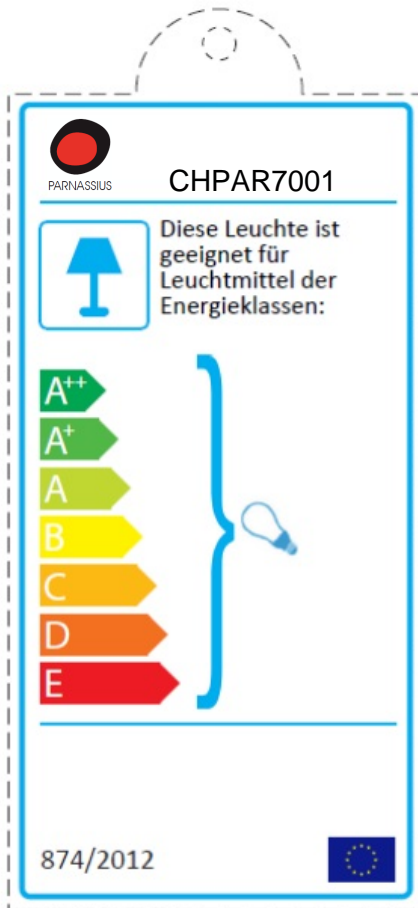 PARNASSIUS
CHPAR7001
Diese Leuchte ist
geeignet für
Leuchtmittel der
Energieklassen:
A++
A+
A
B
C
D
E
874/2012